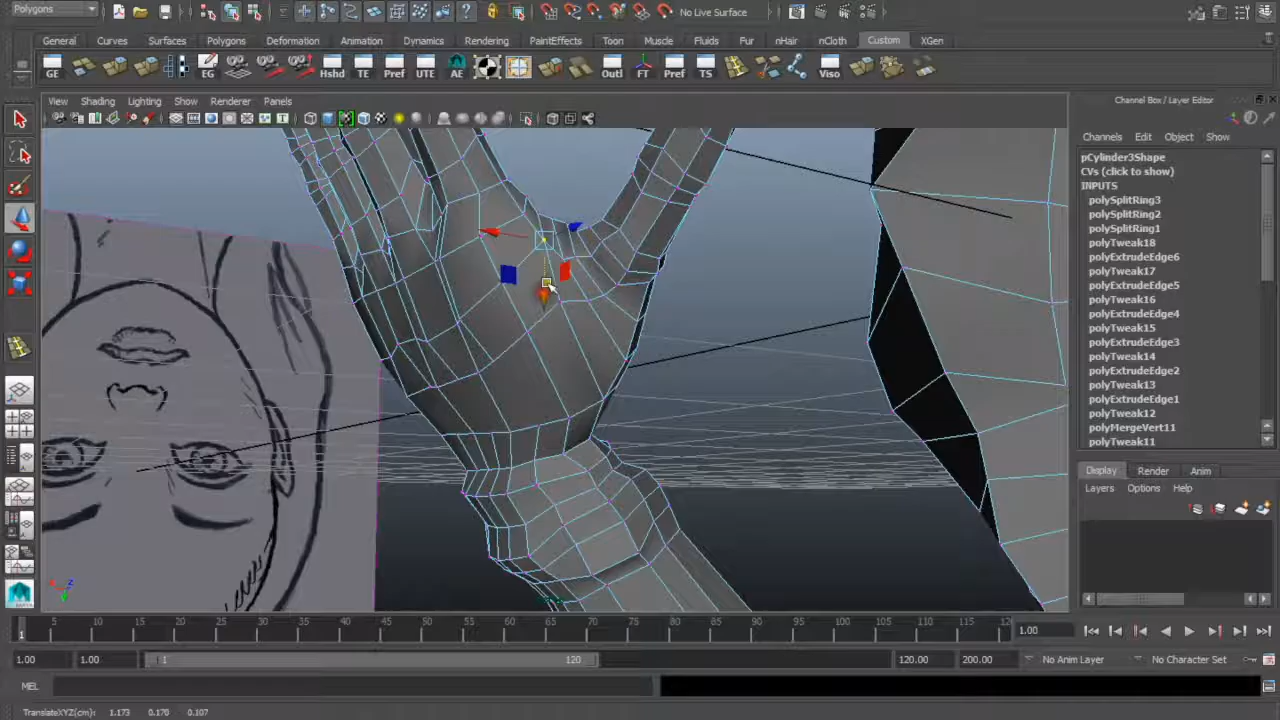 Polygons
No Live Surface
General Curves Surfaces Polygons Deformation Animation Dynamics Rendering PaintEffects Toon Muscle Fluids Fur nHair nCloth Custom XGen
GE EG Hshd TE Pref UTE AE Outl FT Pref TS Viso
View Shading Lighting Show Renderer Panels
Channel Box / Layer Editor
Channels Edit Object Show
pCylinder3Shape
CVs (click to show)
INPUTS
polySplitRing3
polySplitRing2
polySplitRing1
polyTweak18
polyExtrudeEdge6
polyTweak17
polyExtrudeEdge5
polyTweak16
polyExtrudeEdge4
polyTweak15
polyExtrudeEdge3
polyTweak14
polyExtrudeEdge2
polyTweak13
polyExtrudeEdge1
polyTweak12
polyMergeVert11
polyTweak11
Display Render Anim
Layers Options Help
1 5 10 15 20 25 30 35 40 45 50 55 60 65 70 75 80 85 90 95 100 105 110 115 12
1.00
1.00 1.00 1 120 120.00 200.00 No Anim Layer No Character Set
MEL
TranslateXYZ(cm): 1.173 0.170 0.107